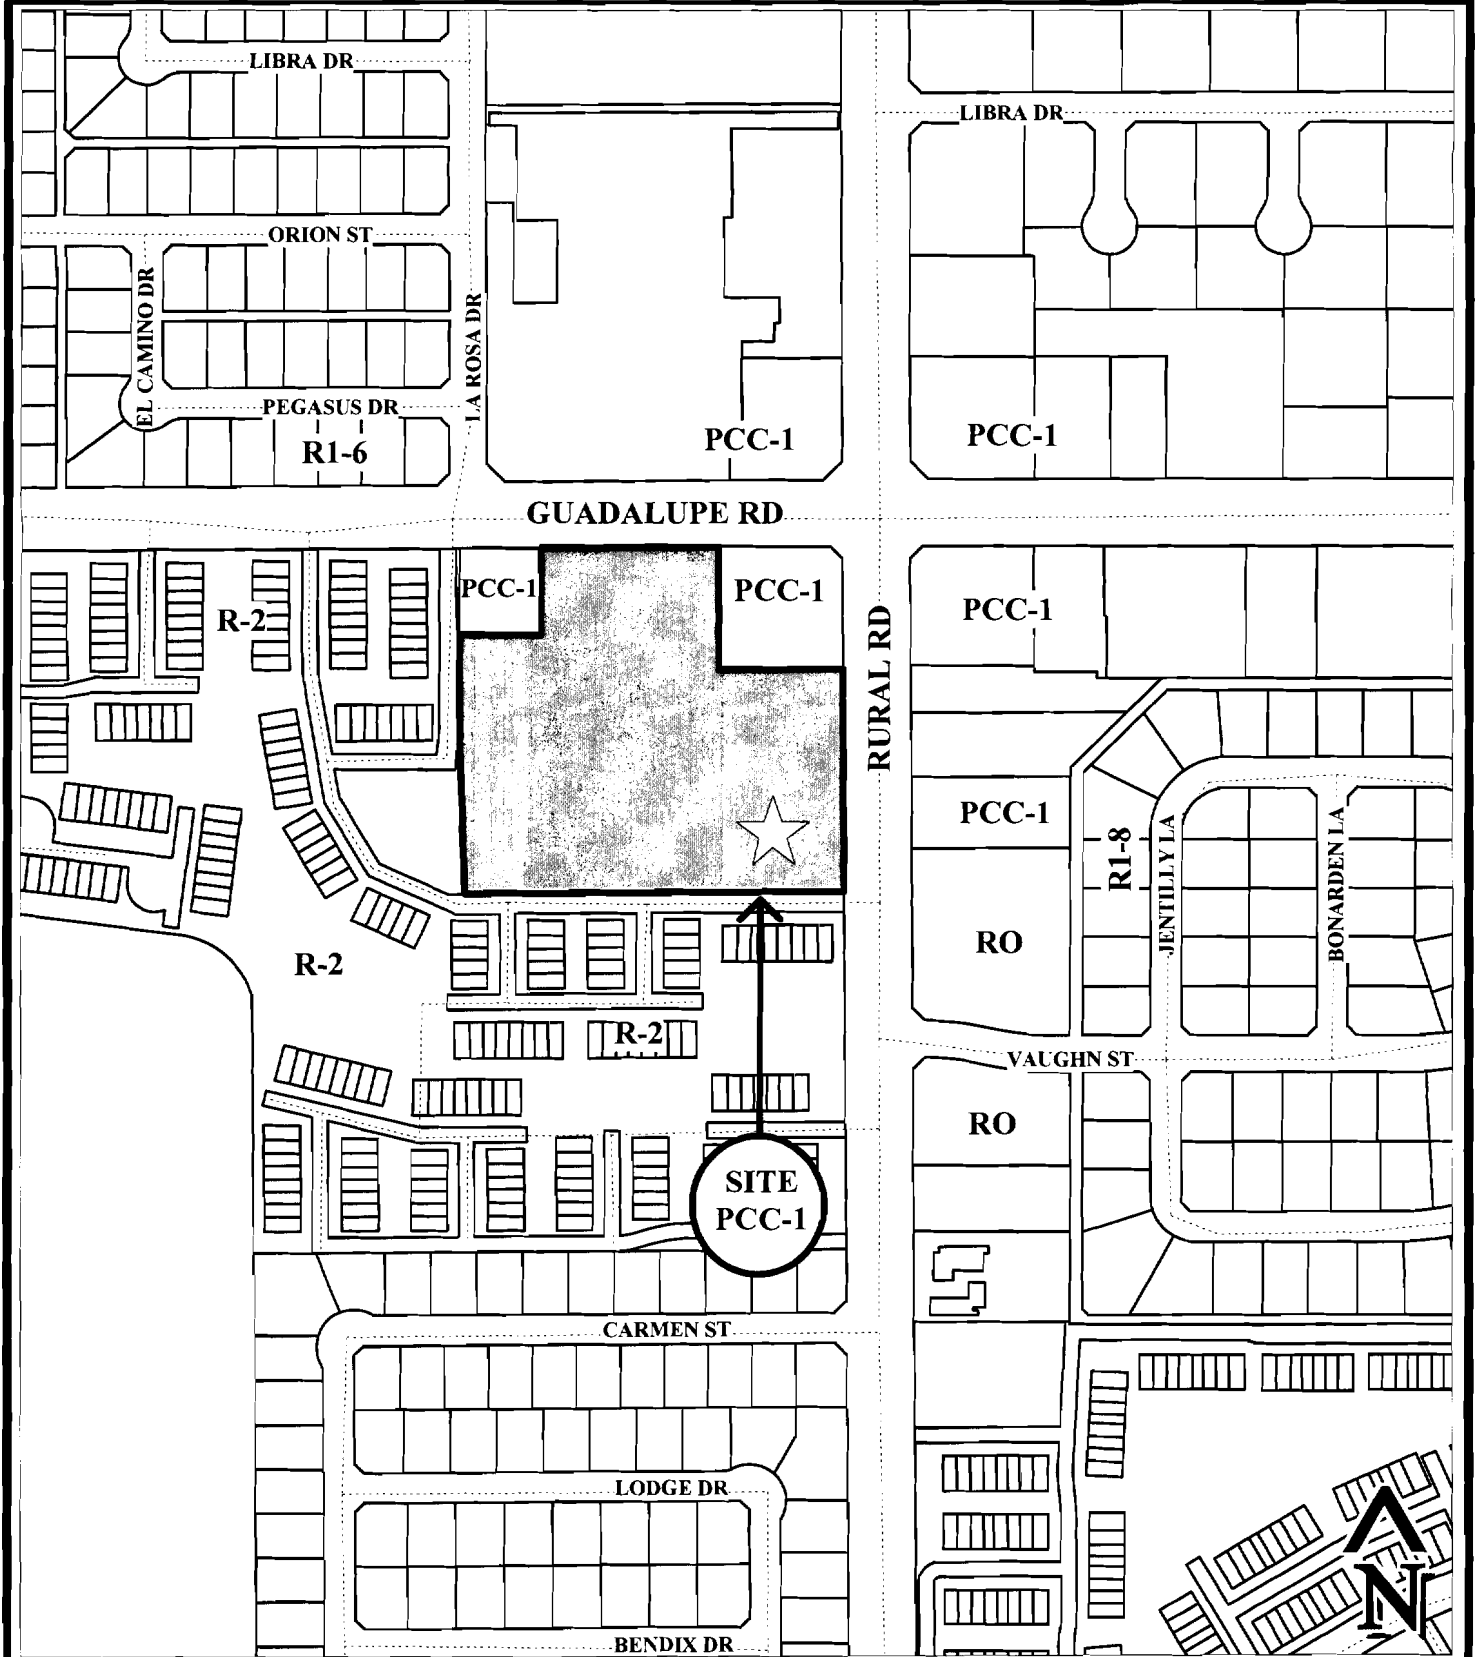 LIBRA DR
LIBRA DR
ORION ST
EL CAMINO DR
LA ROSA DR
PEGASUS DR
R1-6
PCC-1
PCC-1
GUADALUPE RD
PCC-1
PCC-1
PCC-1
R-2
RURAL RD
PCC-1
R1-8
JENTILLY LA
BONARDEN LA
RO
R-2
R-2
VAUGHN ST
RO
SITE
PCC-1
CARMEN ST
LODGE DR
BENDIX DR
N